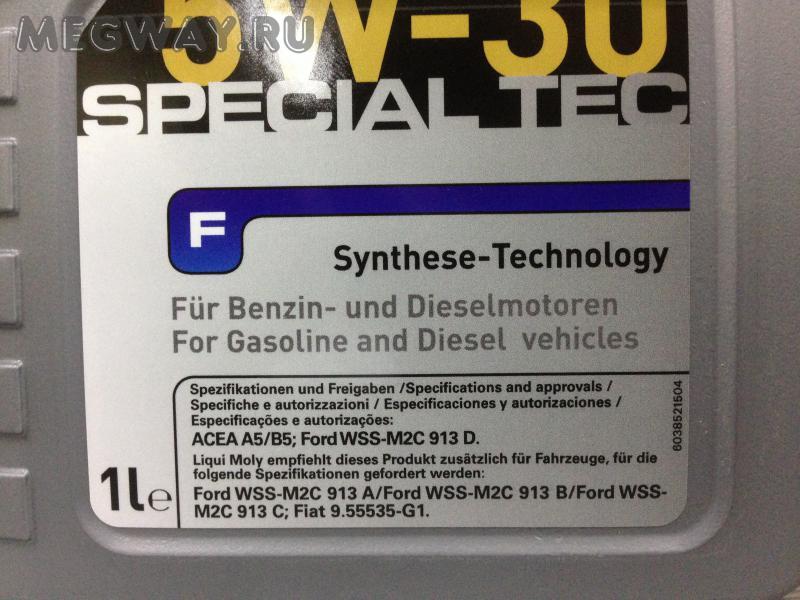 MEGWAY.RU
5W-30
SPECIAL TEC
F
Synthese-Technology
Für Benzin- und Dieselmotoren
For Gasoline and Diesel vehicles
Spezifikationen und Freigaben /Specifications and approvals /
Specifiche e autorizzazioni / Especificaciones y autorizaciones /
Especificações e autorizações:
ACEA A5/B5; Ford WSS-M2C 913 D.
Liqui Moly empfiehlt dieses Produkt zusätzlich für Fahrzeuge, für die
folgende Spezifikationen gefordert werden:
Ford WSS-M2C 913 A/Ford WSS-M2C 913 B/Ford WSS-
M2C 913 C; Fiat 9.55535-G1.
1l e
6038521504